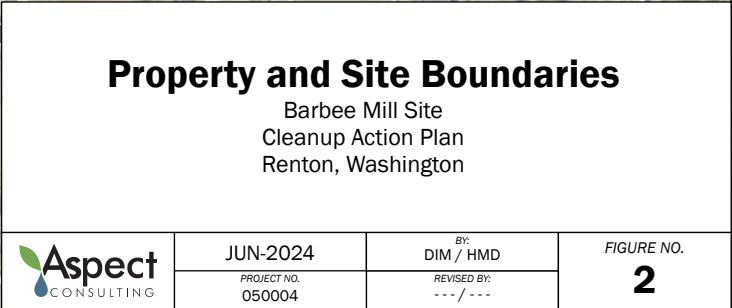 Property and Site Boundaries
Barbee Mill Site
Cleanup Action Plan
Renton, Washington
Aspect
CONSULTING
JUN-2024
PROJECT NO.
050004
BY:
DIM / HMD
REVISED BY:
- - - / - - -
FIGURE NO.
2